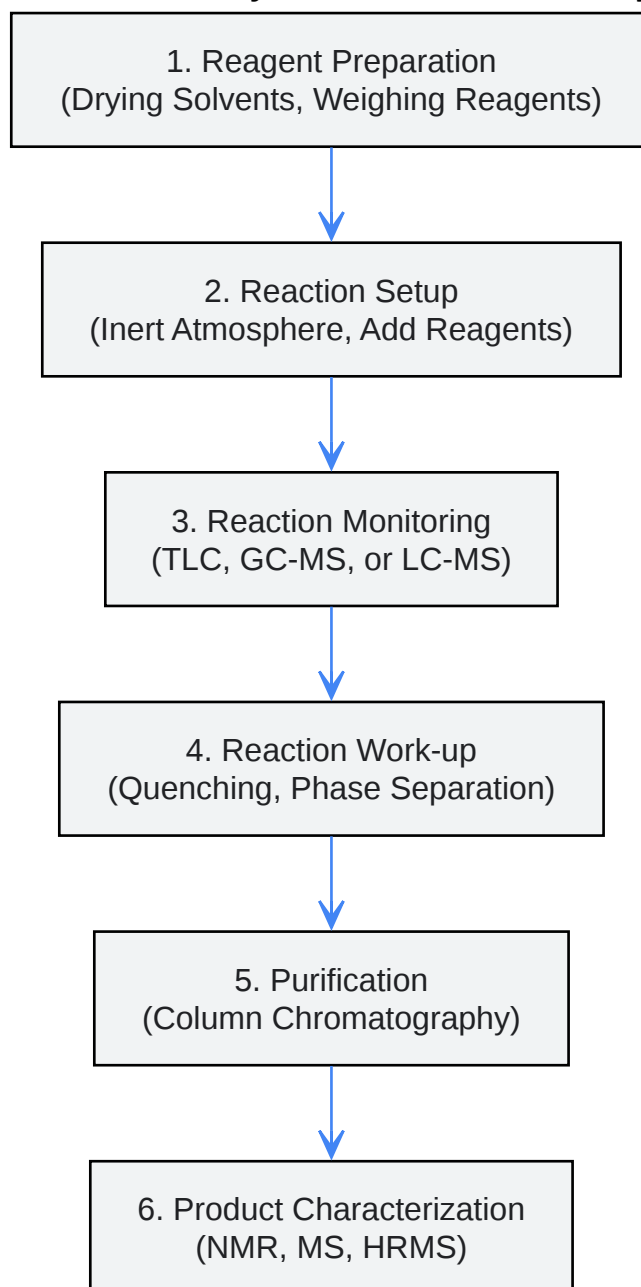 1. Reagent Preparation
(Drying Solvents, Weighing Reagents)
2. Reaction Setup
(Inert Atmosphere, Add Reagents)
3. Reaction Monitoring
(TLC, GC-MS, or LC-MS)
4. Reaction Work-up
(Quenching, Phase Separation)
5. Purification
(Column Chromatography)
6. Product Characterization
(NMR, MS, HRMS)